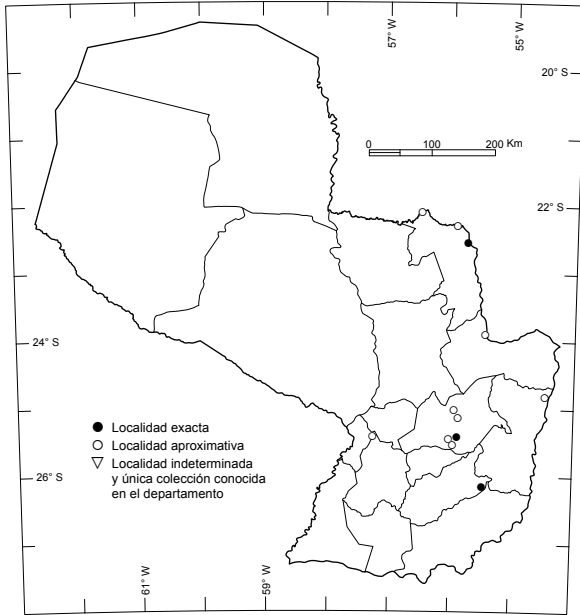 57° W
55° W
20° S
0 100 200 Km
22° S
24° S
Localidad exacta
Localidad aproximativa
Localidad indeterminada
y única colección conocida
en el departamento
26° S
61° W
59° W